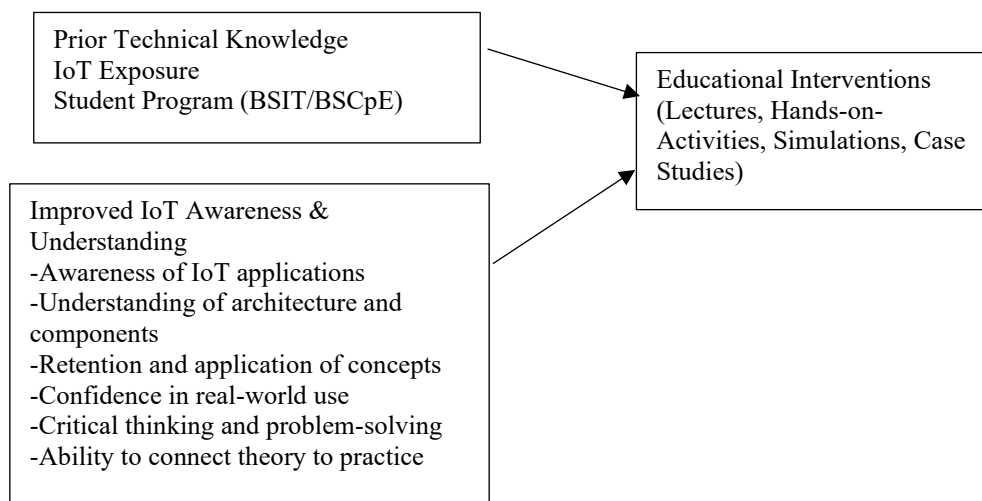 Prior Technical Knowledge
IoT Exposure
Student Program (BSIT/BSCpE)
Educational Interventions
(Lectures, Hands-on-
Activities, Simulations, Case
Studies)
Improved IoT Awareness &
Understanding
-Awareness of IoT applications
-Understanding of architecture and
components
-Retention and application of concepts
-Confidence in real-world use
-Critical thinking and problem-solving
-Ability to connect theory to practice